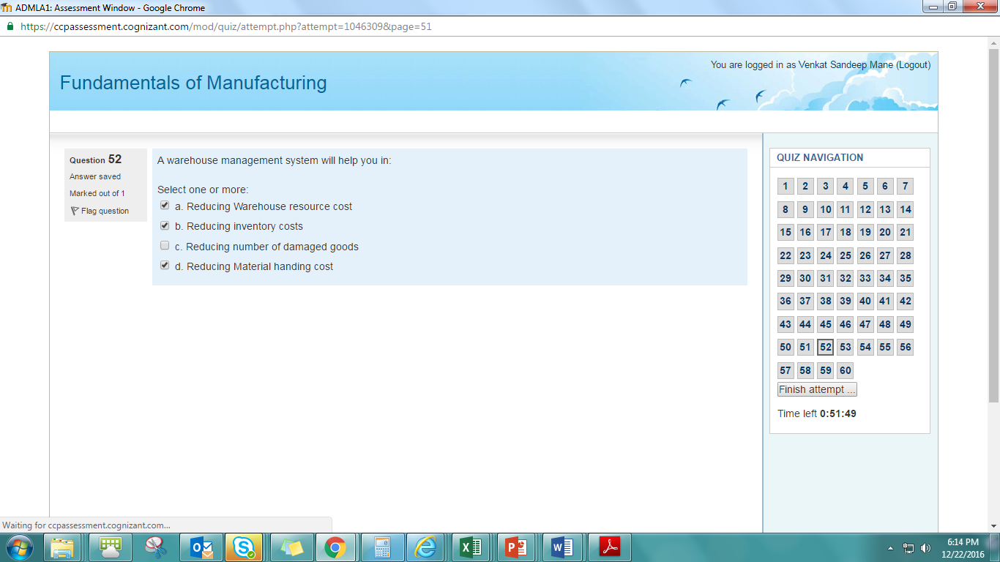 ADMLA1: Assessment Window - Google Chrome
https://ccpassessment.cognizant.com/mod/quiz/attempt.php?attempt=1046309&page=51
You are logged in as Venkat Sandeep Mane (Logout)
Fundamentals of Manufacturing
Question 52
Answer saved
Marked out of 1
Flag question
A warehouse management system will help you in:
Select one or more:
a. Reducing Warehouse resource cost
b. Reducing inventory costs
c. Reducing number of damaged goods
d. Reducing Material handing cost
QUIZ NAVIGATION
1 2 3 4 5 6 7
8 9 10 11 12 13 14
15 16 17 18 19 20 21
22 23 24 25 26 27 28
29 30 31 32 33 34 35
36 37 38 39 40 41 42
43 44 45 46 47 48 49
50 51 52 53 54 55 56
57 58 59 60
Finish attempt ...
Time left 0:51:49
Waiting for ccpassessment.cognizant.com...
6:14 PM
12/22/2016